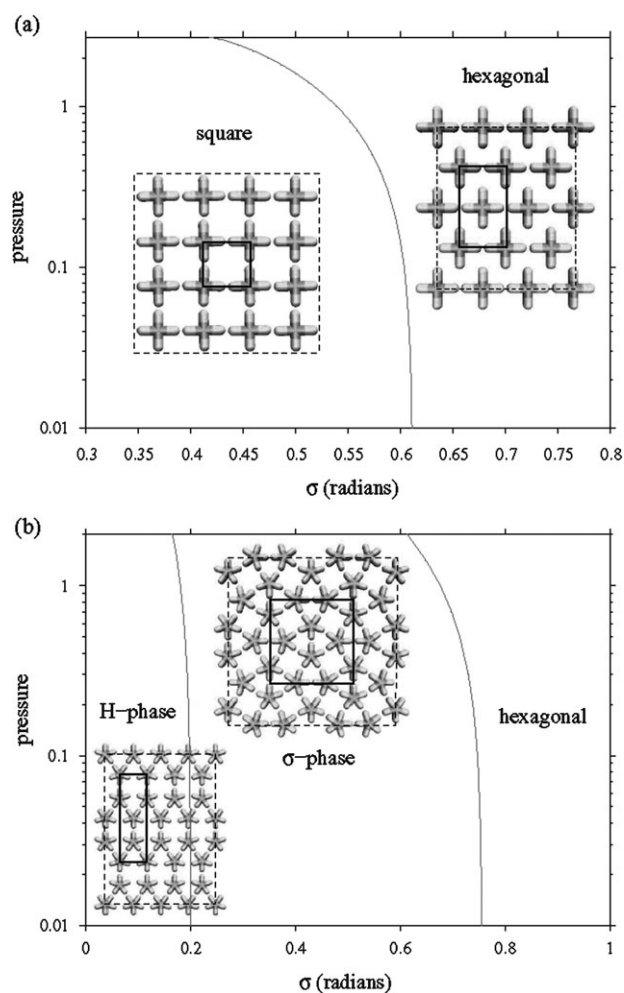 (a)
hexagonal
square
pressure
1
0.1
0.01
0.3 0.35 0.4 0.45 0.5 0.55 0.6 0.65 0.7 0.75 0.8
σ (radians)
(b)
pressure
1
H-phase
σ-phase
hexagonal
0.1
0.01
0 0.2 0.4 0.6 0.8 1
σ (radians)